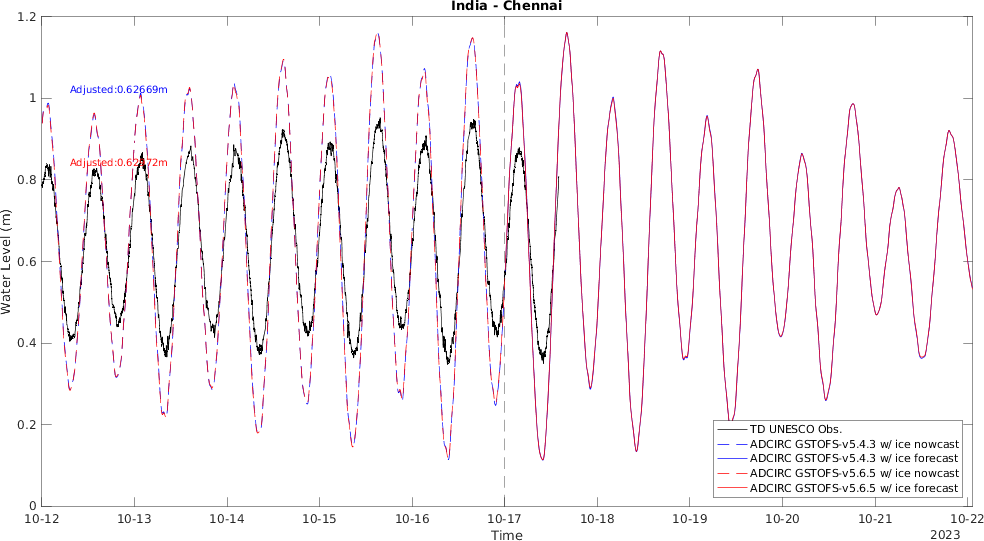 India - Chennai
Water Level (m)
1.2
1
0.8
0.6
0.4
0.2
0
Adjusted:0.62669m
Adjusted:0.62672m
TD UNESCO Obs.
ADCIRC GSTOFS-v5.4.3 w/ ice nowcast
ADCIRC GSTOFS-v5.4.3 w/ ice forecast
ADCIRC GSTOFS-v5.6.5 w/ ice nowcast
ADCIRC GSTOFS-v5.6.5 w/ ice forecast
10-12 10-13 10-14 10-15 10-16 10-17 10-18 10-19 10-20 10-21 10-22
Time
2023